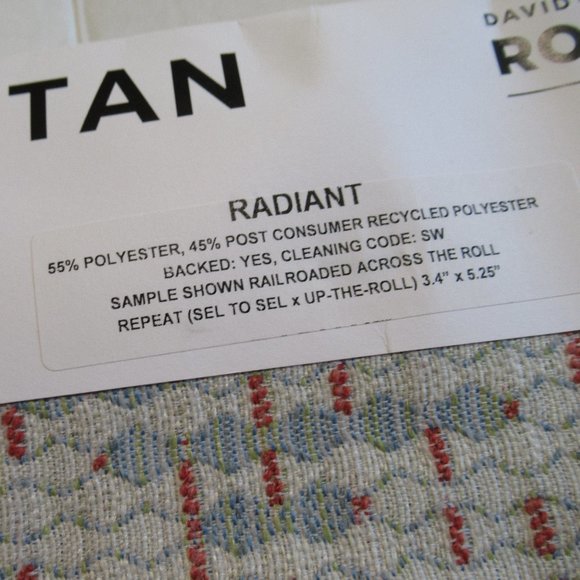 DAVID
TAN
RO
RADIANT
55% POLYESTER, 45% POST CONSUMER RECYCLED POLYESTER
BACKED: YES, CLEANING CODE: SW
SAMPLE SHOWN RAILROADED ACROSS THE ROLL
REPEAT (SEL TO SEL x UP-THE-ROLL) 3.4" x 5.25"